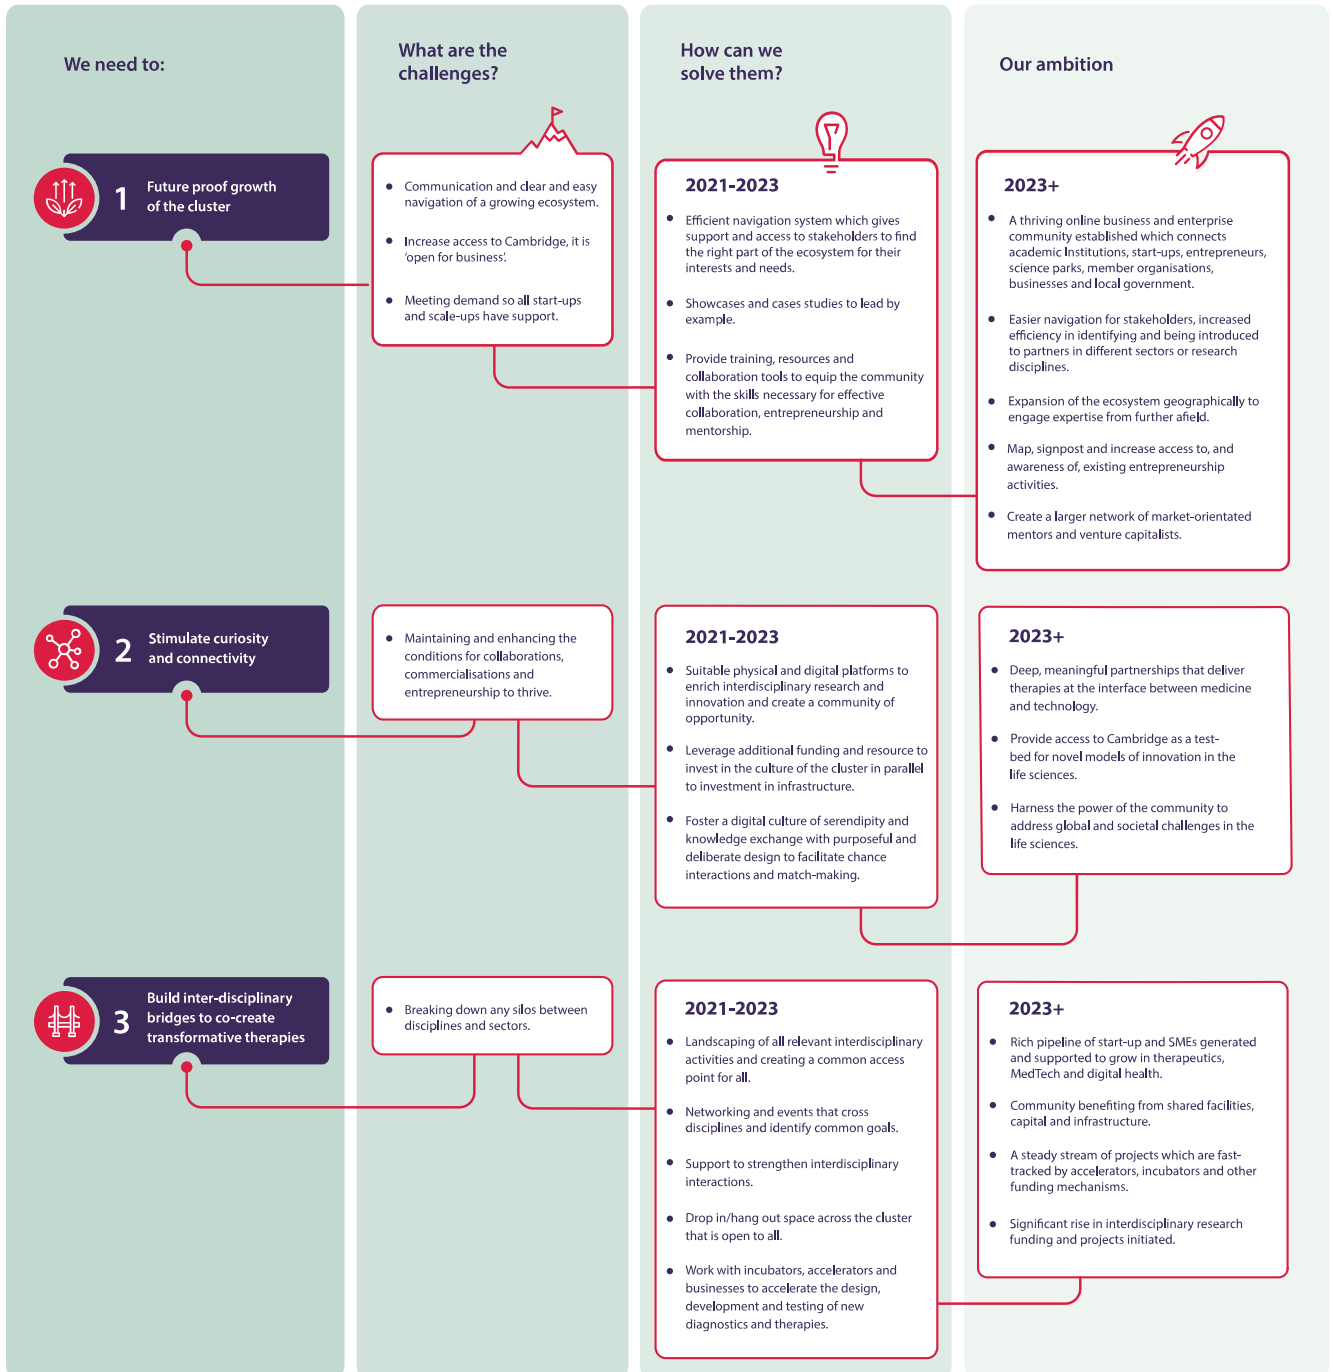 We need to:
What are the
challenges?
How can we
solve them?
Our ambition
1
Future proof growth
of the cluster
• Communication and clear and easy
navigation of a growing ecosystem.
• Increase access to Cambridge, it is
‘open for business’.
• Meeting demand so all start-ups
and scale-ups have support.
2021-2023
• Efficient navigation system which gives
support and access to stakeholders to find
the right part of the ecosystem for their
interests and needs.
• Showcases and cases studies to lead by
example.
• Provide training, resources and
collaboration tools to equip the community
with the skills necessary for effective
collaboration, entrepreneurship and
mentorship.
2023+
• A thriving online business and enterprise
community established which connects
academic Institutions, start-ups, entrepreneurs,
science parks, member organisations,
businesses and local government.
• Easier navigation for stakeholders, increased
efficiency in identifying and being introduced
to partners in different sectors or research
disciplines.
• Expansion of the ecosystem geographically to
engage expertise from further afield.
• Map, signpost and increase access to, and
awareness of, existing entrepreneurship
activities.
• Create a larger network of market-orientated
mentors and venture capitalists.
2
Stimulate curiosity
and connectivity
• Maintaining and enhancing the
conditions for collaborations,
commercialisations and
entrepreneurship to thrive.
2021-2023
• Suitable physical and digital platforms to
enrich interdisciplinary research and
innovation and create a community of
opportunity.
• Leverage additional funding and resource to
invest in the culture of the cluster in parallel
to investment in infrastructure.
• Foster a digital culture of serendipity and
knowledge exchange with purposeful and
deliberate design to facilitate chance
interactions and match-making.
2023+
• Deep, meaningful partnerships that deliver
therapies at the interface between medicine
and technology.
• Provide access to Cambridge as a test-
bed for novel models of innovation in the
life sciences.
• Harness the power of the community to
address global and societal challenges in the
life sciences.
3
Build inter-disciplinary
bridges to co-create
transformative therapies
• Breaking down any silos between
disciplines and sectors.
2021-2023
• Landscaping of all relevant interdisciplinary
activities and creating a common access
point for all.
• Networking and events that cross
disciplines and identify common goals.
• Support to strengthen interdisciplinary
interactions.
• Drop in/hang out space across the cluster
that is open to all.
• Work with incubators, accelerators and
businesses to accelerate the design,
development and testing of new
diagnostics and therapies.
2023+
• Rich pipeline of start-up and SMEs generated
and supported to grow in therapeutics,
MedTech and digital health.
• Community benefiting from shared facilities,
capital and infrastructure.
• A steady stream of projects which are fast-
tracked by accelerators, incubators and other
funding mechanisms.
• Significant rise in interdisciplinary research
funding and projects initiated.